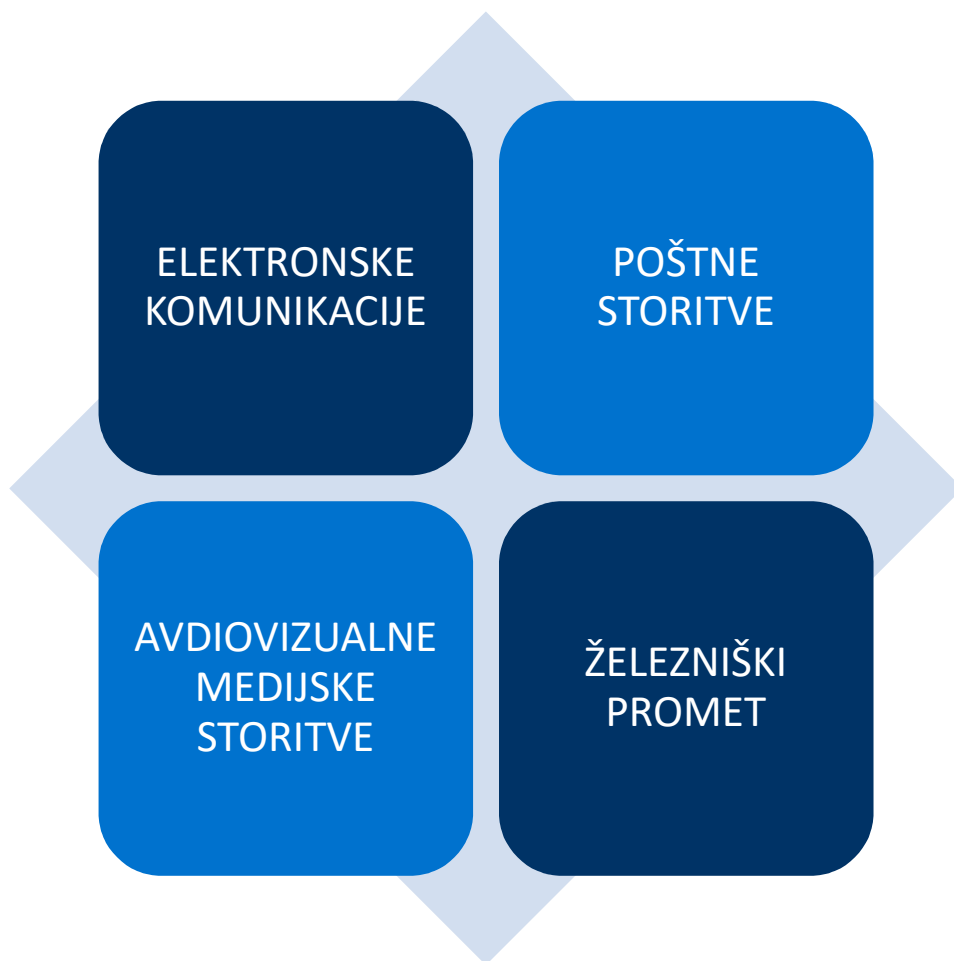 ELEKTRONSKE
KOMUNIKACIJE
POŠTNE
STORITVE
AVDIOVIZUALNE
MEDIJSKE
STORITVE
ŽELEZNIŠKI
PROMET